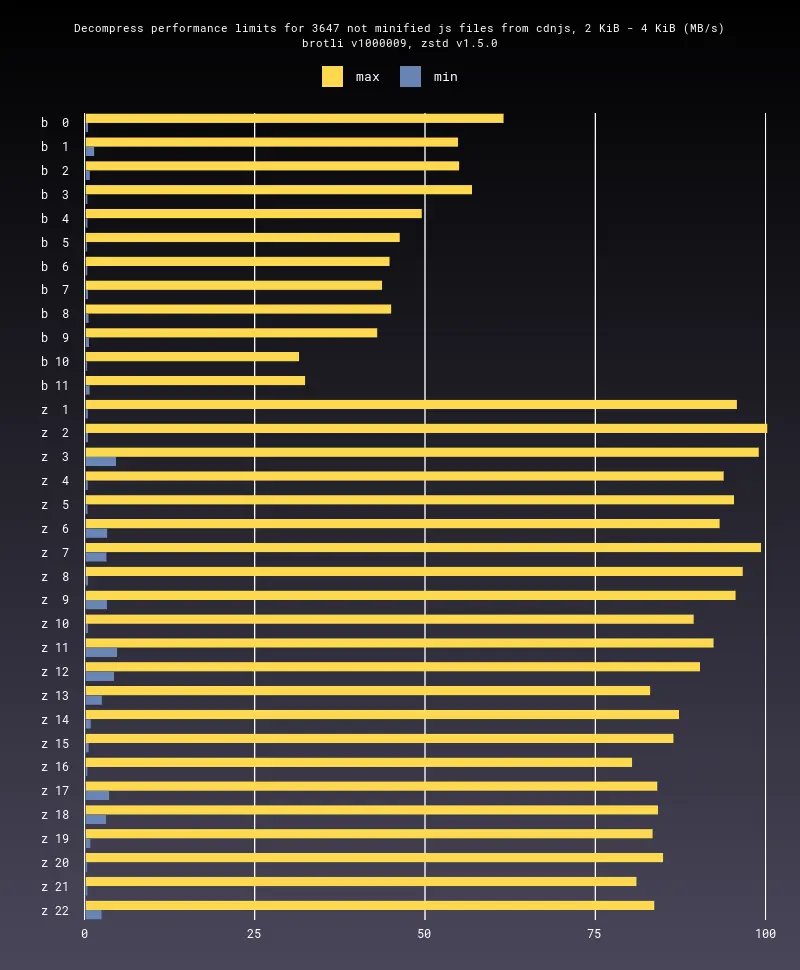 Decompress performance limits for 3647 not minified js files from cdnjs, 2 KiB - 4 KiB (MB/s)
brotli v1000009, zstd v1.5.0
max min
b 0
b 1
b 2
b 3
b 4
b 5
b 6
b 7
b 8
b 9
b 10
b 11
z 1
z 2
z 3
z 4
z 5
z 6
z 7
z 8
z 9
z 10
z 11
z 12
z 13
z 14
z 15
z 16
z 17
z 18
z 19
z 20
z 21
z 22
0 25 50 75 100